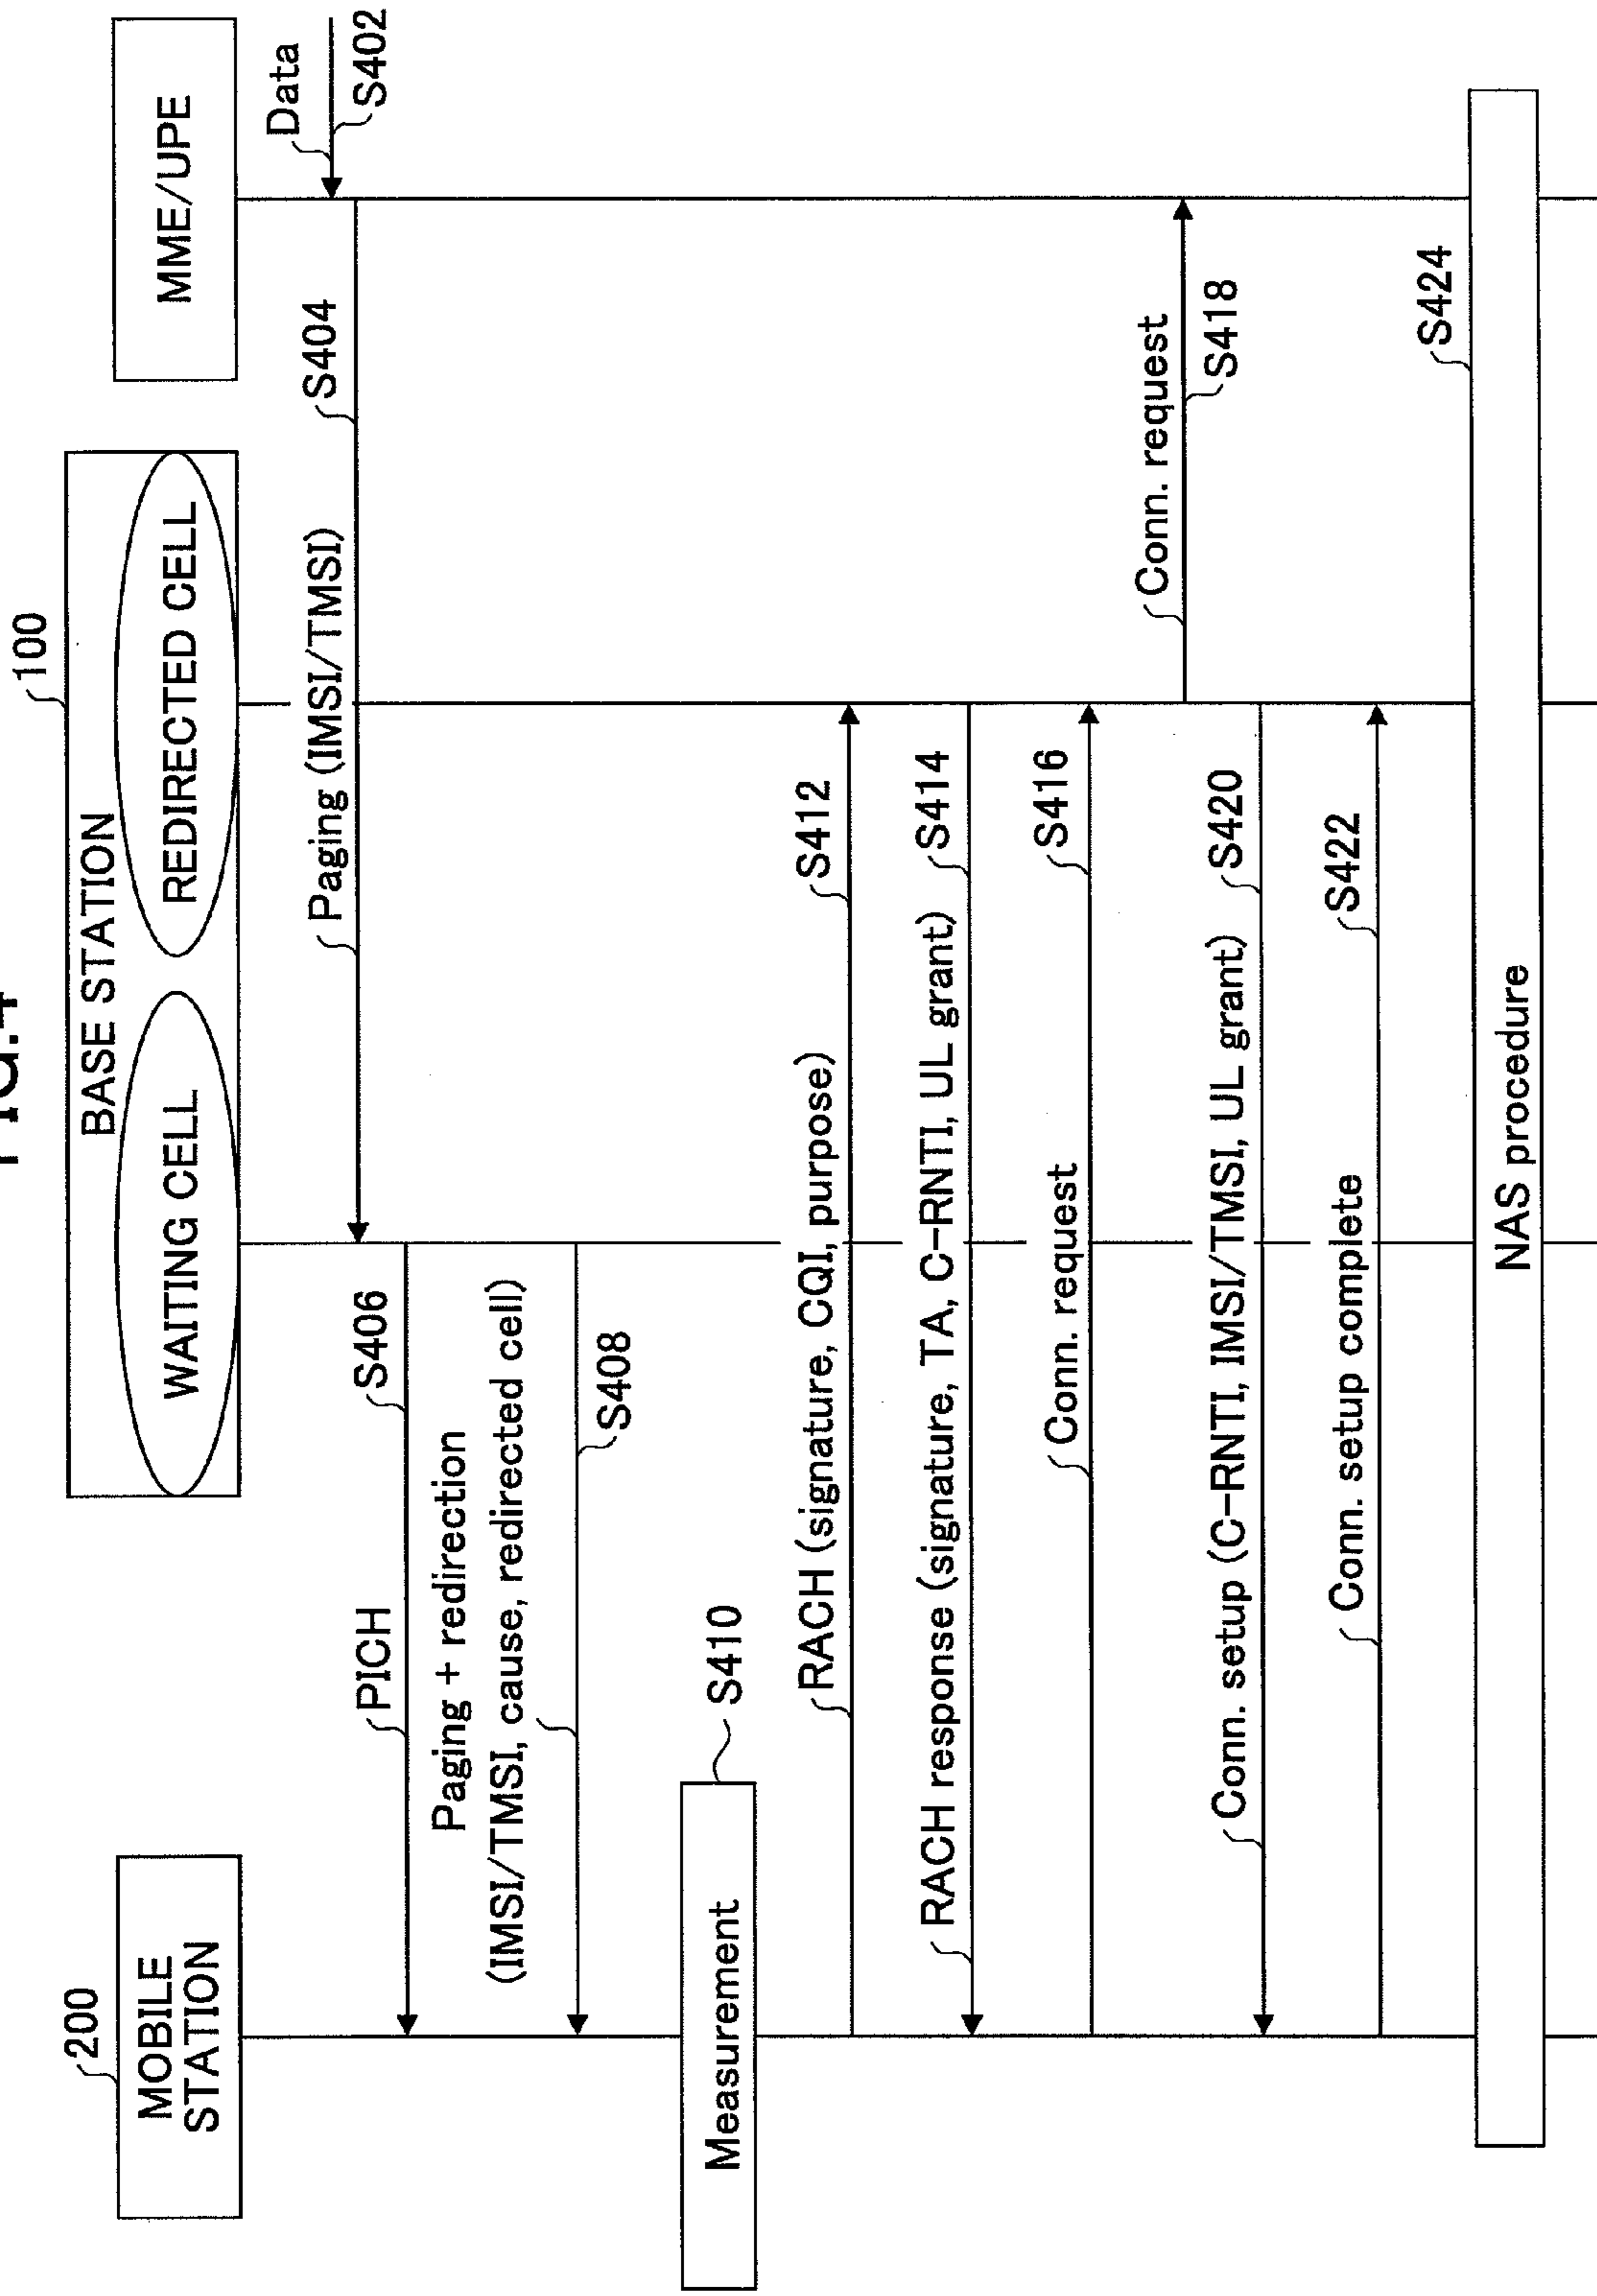 FIG.4
200
MOBILE
STATION
100
BASE STATION
WAITING CELL
REDIRECTED CELL
MME/UPE
Data
S402
Paging (IMSI/TMSI)
S404
PICH
S406
Paging + redirection
(IMSI/TMSI, cause, redirected cell)
S408
Measurement
S410
RACH (signature, CQI, purpose)
S412
RACH response (signature, TA, C-RNTI, UL grant)
S414
Conn. request
S416
Conn. request
S418
Conn. setup (C-RNTI, IMSI/TMSI, UL grant)
S420
Conn. setup complete
S422
S424
NAS procedure